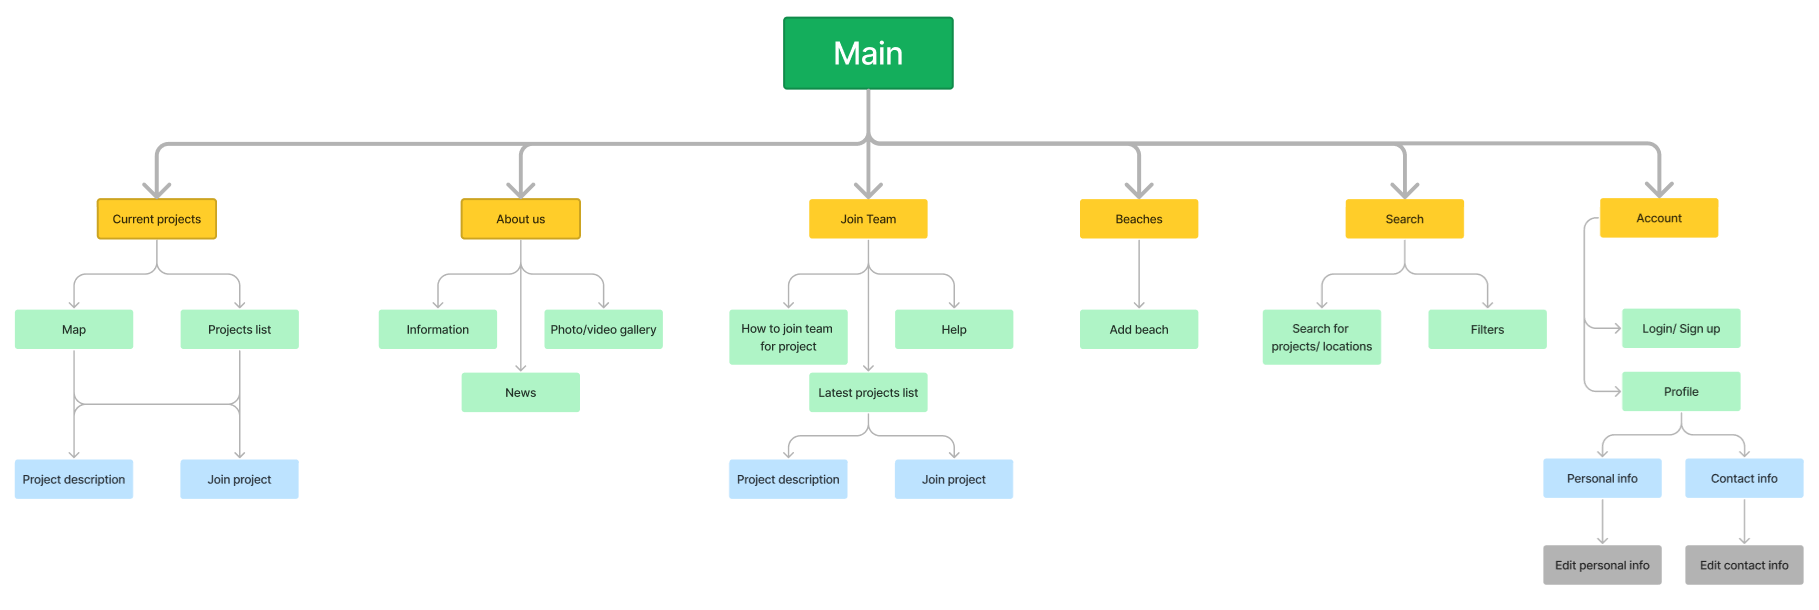 Main
Current projects
About us
Join Team
Beaches
Search
Account
Map
Projects list
Information
Photo/video gallery
How to join team
for project
Help
Add beach
Search for
projects/ locations
Filters
Login/ Sign up
News
Latest projects list
Profile
Project description
Join project
Project description
Join project
Personal info
Contact info
Edit personal info
Edit contact info